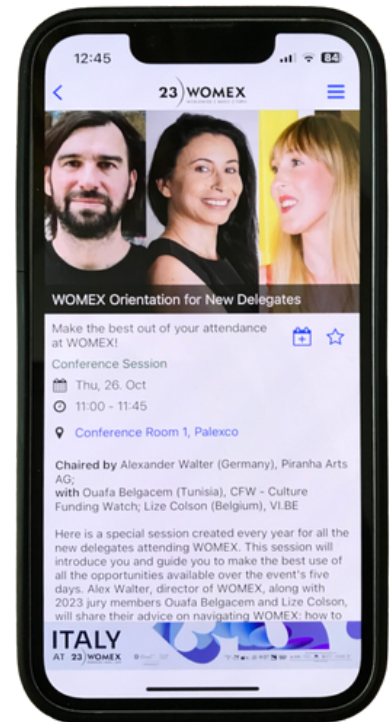 12:45
84
23) WOMEX
WOMEX Orientation for New Delegates
Make the best out of your attendance
at WOMEX!
Conference Session
Thu, 26. Oct
11:00 - 11:45
Conference Room 1, Palexco
Chaired by Alexander Walter (Germany), Piranha Arts
AG;
with Ouafa Belgacem (Tunisia), CFW - Culture
Funding Watch; Lize Colson (Belgium), VI.BE
Here is a special session created every year for all the
new delegates attending WOMEX. This session will
introduce you and guide you to make the best use of
all the opportunities available over the event's five
days. Alex Walter, director of WOMEX, along with
2023 jury members Ouafa Belgacem and Lize Colson,
will share their advice on navigating WOMEX: how to
ITALY
AT 23) WOMEX